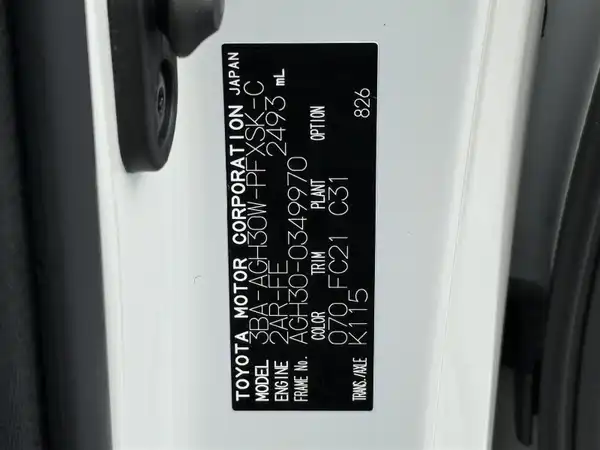 TOYOTA MOTOR CORPORATION JAPAN
MODEL 3BA-AGH30W-PFXSK-C
ENGINE 2AR-FE 2493 mL
FRAME No. AGH30-0349970
COLOR TRIM PLANT OPTION
070 FC21 C31 826
TRANS./AXLE K115